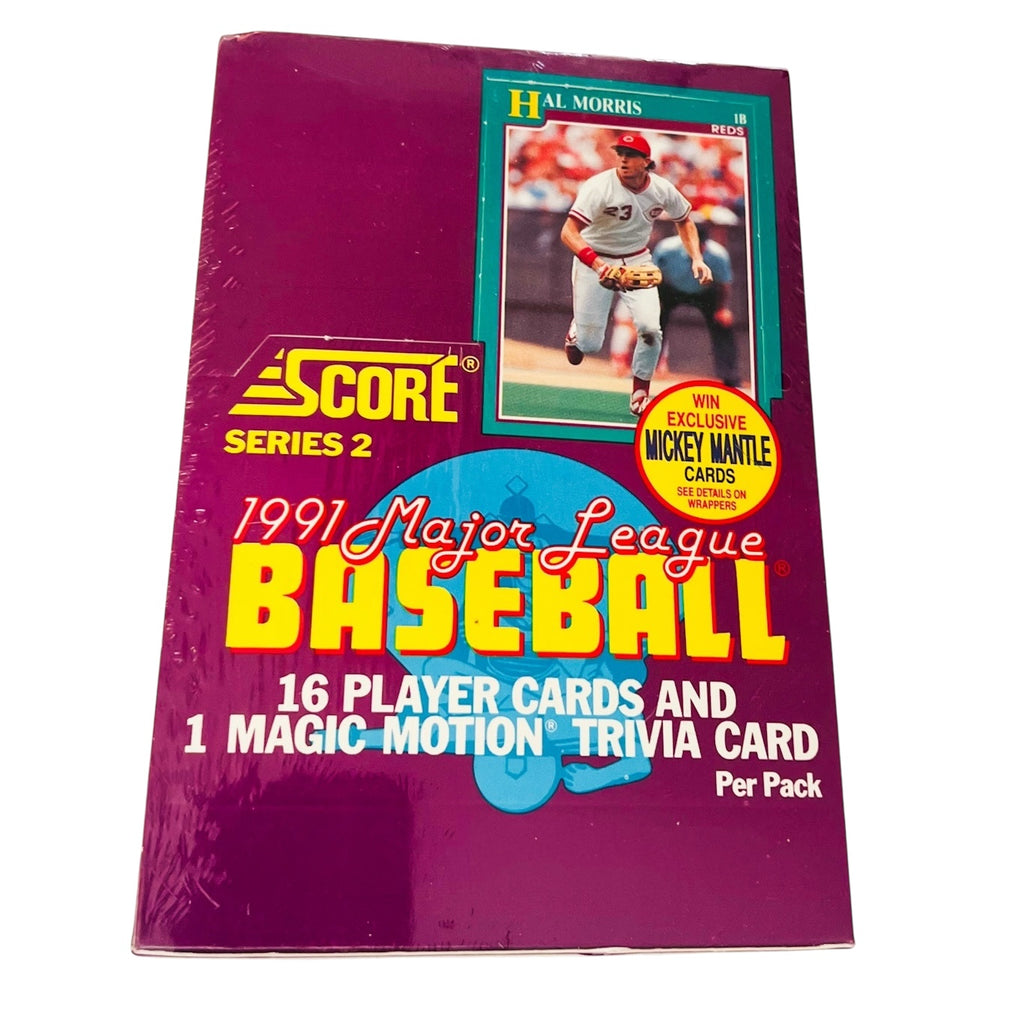 HAL MORRIS
1B
REDS
23
SCORE®
SERIES 2
WIN
EXCLUSIVE
MICKEY MANTLE
CARDS
SEE DETAILS ON
WRAPPERS
1991 Major League
BASEBALL®
16 PLAYER CARDS AND
1 MAGIC MOTION® TRIVIA CARD
Per Pack